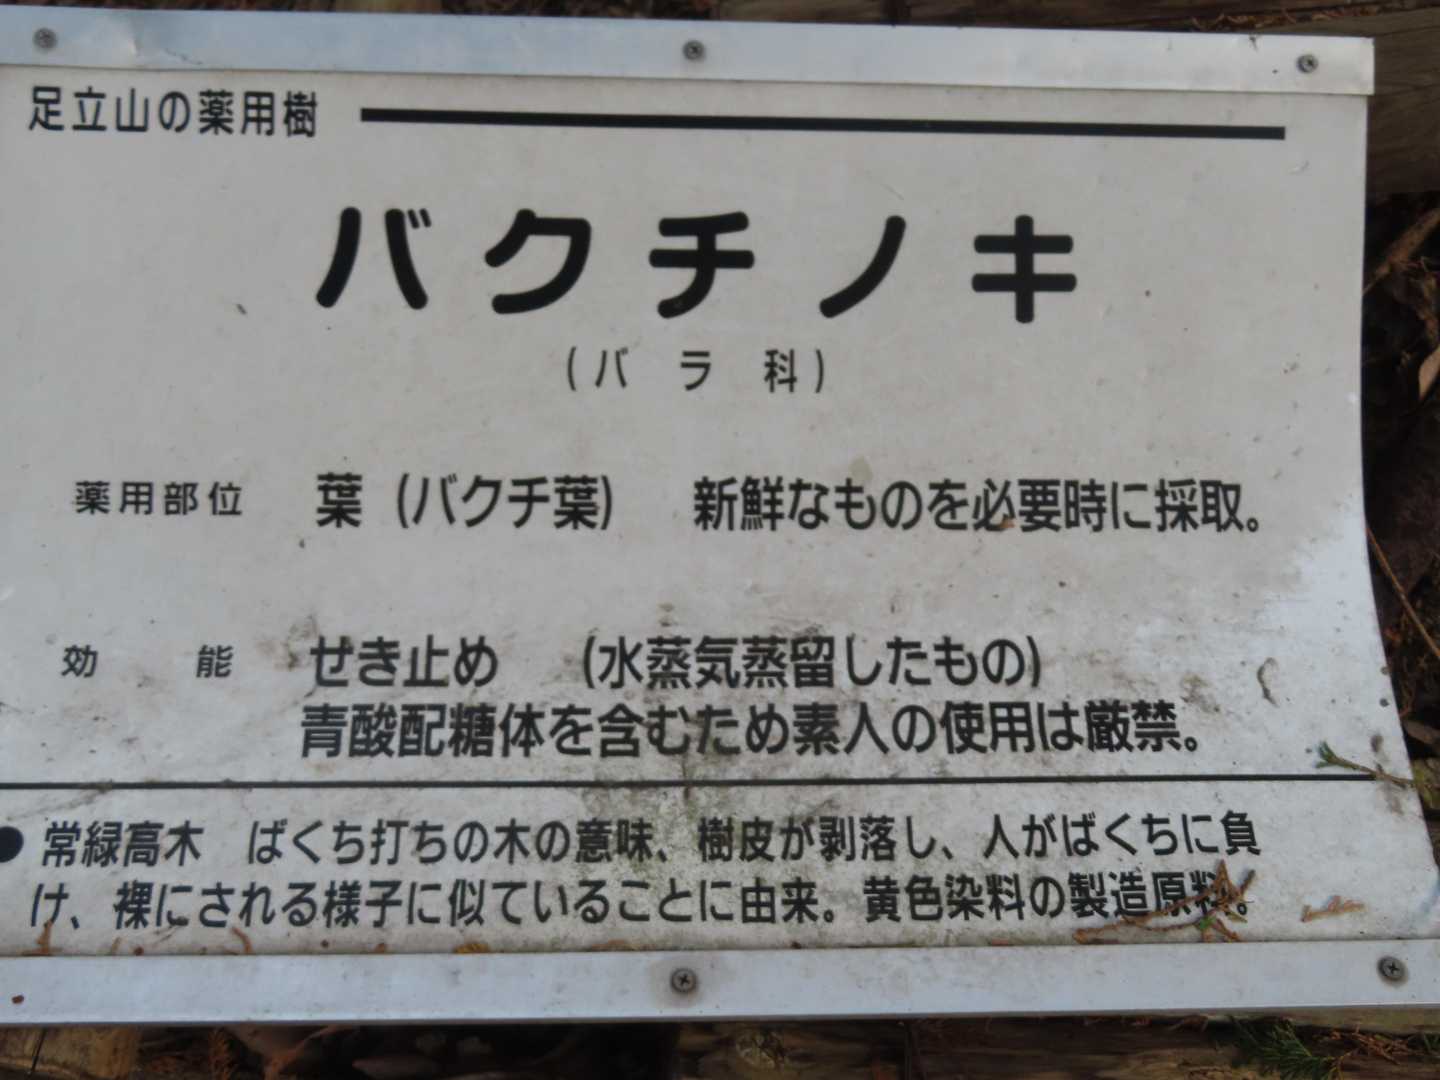 足立山の薬用樹
バクチノキ
(バラ科)
薬用部位 葉 (バクチ葉) 新鮮なものを必要時に採取。
効能 せき止め (水蒸気蒸留したもの)
青酸配糖体を含むため素人の使用は厳禁。
●常緑高木 ばくち打ちの木の意味、樹皮が剥落し、人がばくちに負
け、裸にされる様子に似ていることに由来。黄色染料の製造原料。